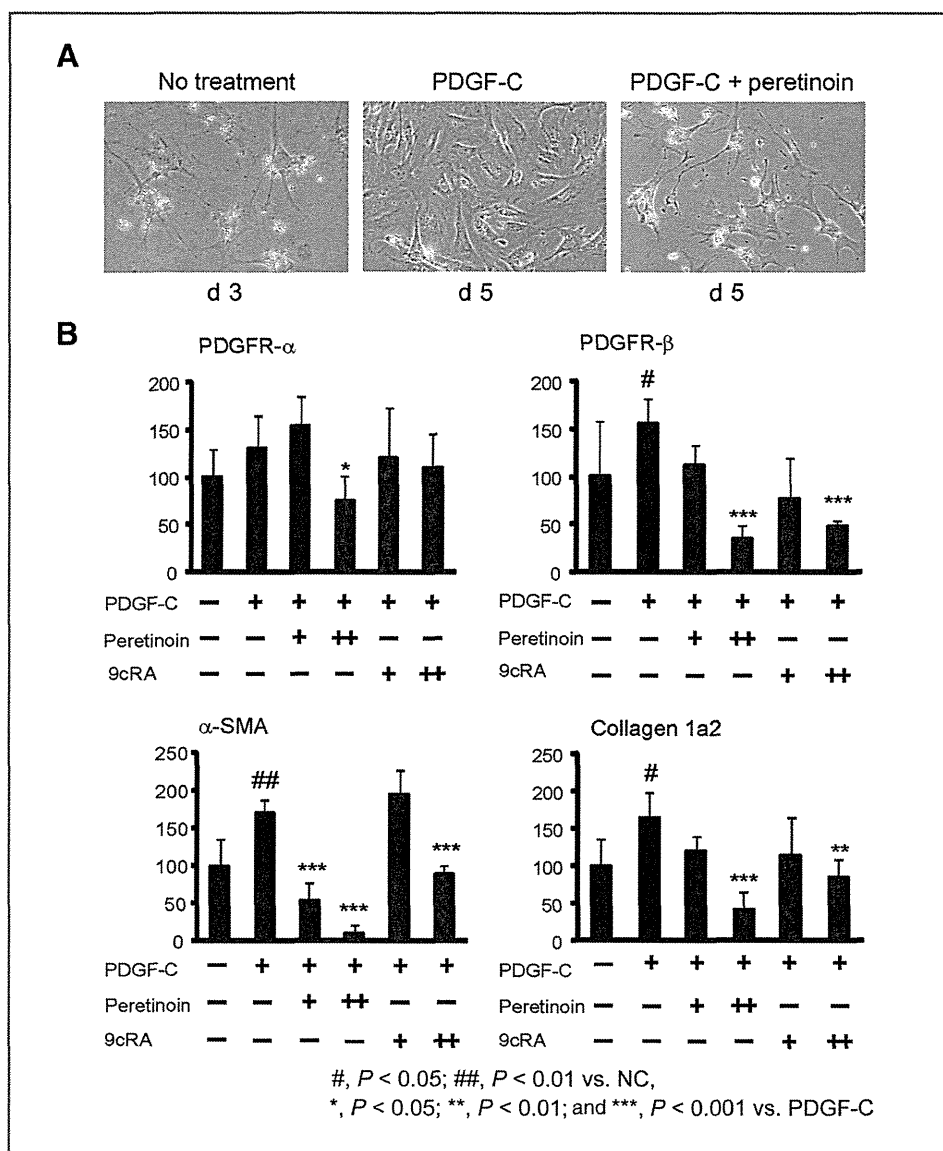 A
No treatment PDGF-C PDGF-C + peretinoin
d 3 d 5 d 5
B
PDGFR-α
200
150
100
50
0
*
PDGF-C – + + + + +
Peretinoin – – + ++ – –
9cRA – – – – + ++
PDGFR-β
200
150
100
50
0
#
***
***
PDGF-C – + + + + +
Peretinoin – – + ++ – –
9cRA – – – – + ++
α-SMA
250
200
150
100
50
0
##
***
***
***
PDGF-C – + + + + +
Peretinoin – – + ++ – –
9cRA – – – – + ++
Collagen 1a2
250
200
150
100
50
0
#
***
**
PDGF-C – + + + + +
Peretinoin – – + ++ – –
9cRA – – – – + ++
#, P < 0.05; ##, P < 0.01 vs. NC,
*, P < 0.05; **, P < 0.01; and ***, P < 0.001 vs. PDGF-C